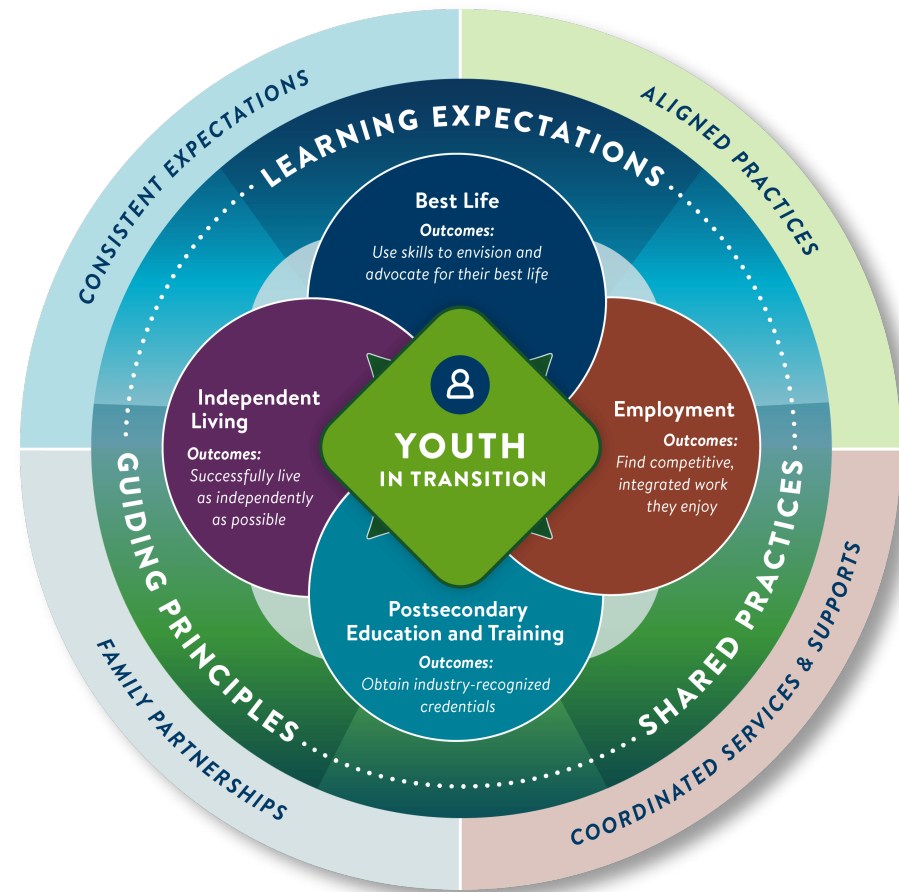 CONSISTENT EXPECTATIONS
ALIGNED PRACTICES
LEARNING EXPECTATIONS
Best Life
Outcomes:
Use skills to envision and
advocate for their best life
Independent
Living
Outcomes:
Successfully live
as independently
as possible
YOUTH
IN TRANSITION
Employment
Outcomes:
Find competitive,
integrated work
they enjoy
Postsecondary
Education and Training
Outcomes:
Obtain industry-recognized
credentials
GUIDING PRINCIPLES
SHARED PRACTICES
FAMILY PARTNERSHIPS
COORDINATED SERVICES & SUPPORTS